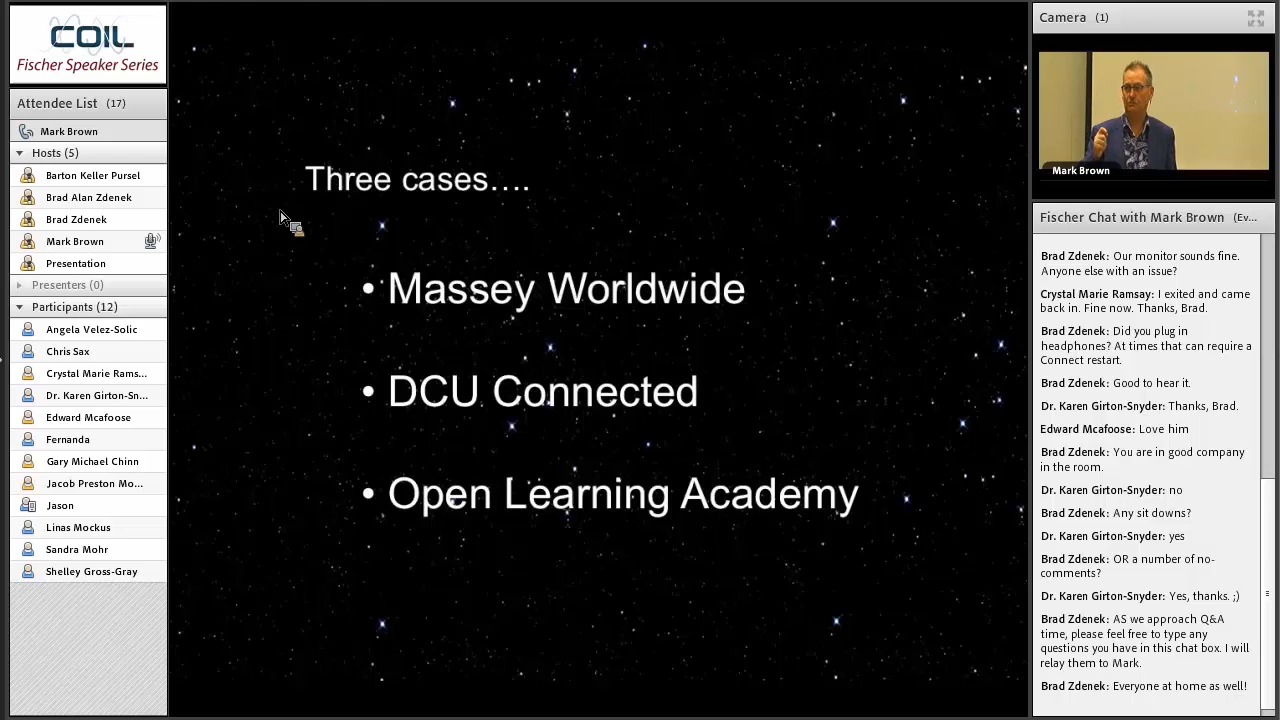 COIL
Fischer Speaker Series
Attendee List (17)
Mark Brown
Hosts (5)
Barton Keller Pursel
Brad Alan Zdenek
Brad Zdenek
Mark Brown
Presentation
Presenters (0)
Participants (12)
Angela Velez-Solic
Chris Sax
Crystal Marie Rams...
Dr. Karen Girton-Sn...
Edward Mcafoose
Fernanda
Gary Michael Chinn
Jacob Preston Mo...
Jason
Linas Mockus
Sandra Mohr
Shelley Gross-Gray
Three cases….
• Massey Worldwide
• DCU Connected
• Open Learning Academy
Camera (1)
Mark Brown
Fischer Chat with Mark Brown (Ev...
Brad Zdenek: Our monitor sounds fine.
Anyone else with an issue?
Crystal Marie Ramsay: I exited and came
back in. Fine now. Thanks, Brad.
Brad Zdenek: Did you plug in
headphones? At times that can require a
Connect restart.
Brad Zdenek: Good to hear it.
Dr. Karen Girton-Snyder: Thanks, Brad.
Edward Mcafoose: Love him
Brad Zdenek: You are in good company
in the room.
Dr. Karen Girton-Snyder: no
Brad Zdenek: Any sit downs?
Dr. Karen Girton-Snyder: yes
Brad Zdenek: OR a number of no-
comments?
Dr. Karen Girton-Snyder: Yes, thanks. ;)
Brad Zdenek: AS we approach Q&A
time, please feel free to type any
questions you have in this chat box. I will
relay them to Mark.
Brad Zdenek: Everyone at home as well!